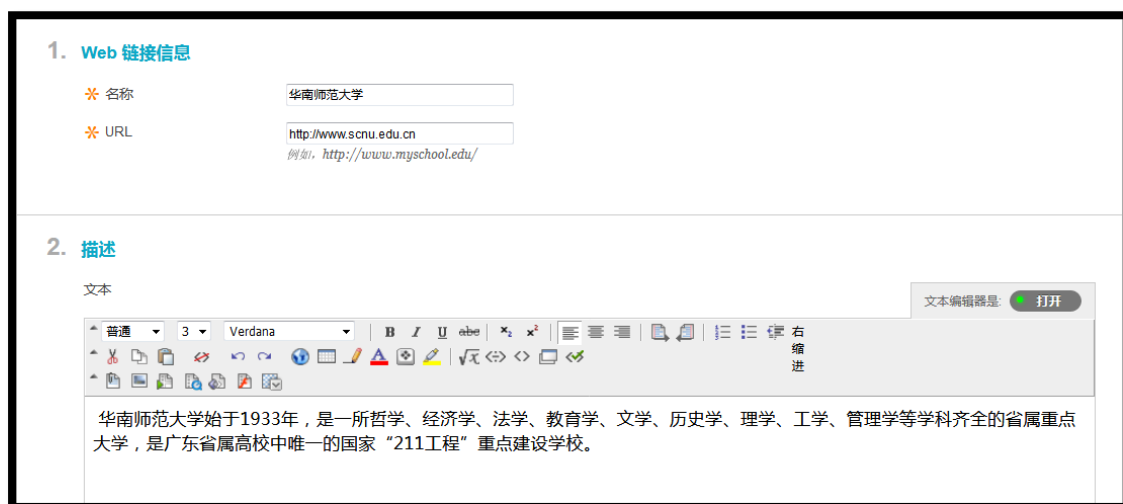 1. Web 链接信息
名称
华南师范大学
URL
http://www.scnu.edu.cn
例如，http://www.myschool.edu/
2. 描述
文本
文本编辑器是: 打开
普通 3 Verdana B I U abc x₂ x² 右缩进
华南师范大学始于1933年，是一所哲学、经济学、法学、教育学、文学、历史学、理学、工学、管理学等学科齐全的省属重点
大学，是广东省属高校中唯一的国家“211工程”重点建设学校。